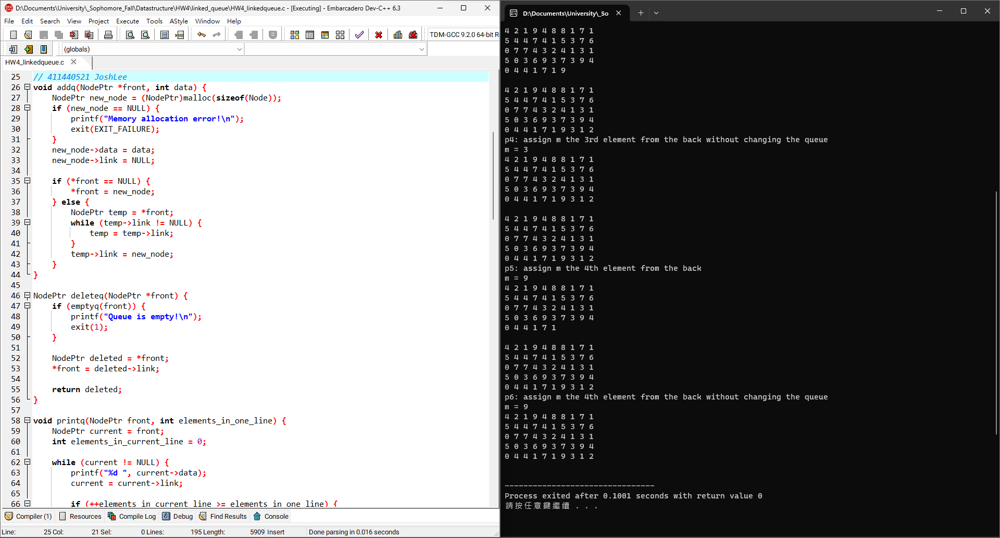 D:\Documents\University\_Sophomore_Fall\Datastructure\HW4\linked_queue\HW4_linkedqueue.c - [Executing] - Embarcadero Dev-C++ 6.3
File Edit Search View Project Execute Tools AStyle Window Help
TDM-GCC 9.2.0 64-bit R
(globals)
HW4_linkedqueue.c
25 // 411440521 JoshLee
26 void addq(NodePtr *front, int data) {
27 NodePtr new_node = (NodePtr)malloc(sizeof(Node));
28 if (new_node == NULL) {
29 printf("Memory allocation error!\n");
30 exit(EXIT_FAILURE);
31 }
32 new_node->data = data;
33 new_node->link = NULL;
34
35 if (*front == NULL) {
36 *front = new_node;
37 } else {
38 NodePtr temp = *front;
39 while (temp->link != NULL) {
40 temp = temp->link;
41 }
42 temp->link = new_node;
43 }
44 }
45
46 NodePtr deleteq(NodePtr *front) {
47 if (emptyq(front)) {
48 printf("Queue is empty!\n");
49 exit(1);
50 }
51
52 NodePtr deleted = *front;
53 *front = deleted->link;
54
55 return deleted;
56 }
57
58 void printq(NodePtr front, int elements_in_one_line) {
59 NodePtr current = front;
60 int elements_in_current_line = 0;
61
62 while (current != NULL) {
63 printf("%d ", current->data);
64 current = current->link;
65
66 if (++elements_in_current_line >= elements_in_one_line) {
Compiler (1) Resources Compile Log Debug Find Results Console
Line: 25 Col: 21 Sel: 0 Lines: 195 Length: 5909 Insert Done parsing in 0.016 seconds
D:\Documents\University\_So
4 2 1 9 4 8 8 1 7 1
5 4 4 7 4 1 5 3 7 6
0 7 7 4 3 2 4 1 3 1
5 0 3 6 9 3 7 3 9 4
0 4 4 1 7 1 9
4 2 1 9 4 8 8 1 7 1
5 4 4 7 4 1 5 3 7 6
0 7 7 4 3 2 4 1 3 1
5 0 3 6 9 3 7 3 9 4
0 4 4 1 7 1 9 3 1 2
p4: assign m the 3rd element from the back without changing the queue
m = 3
4 2 1 9 4 8 8 1 7 1
5 4 4 7 4 1 5 3 7 6
0 7 7 4 3 2 4 1 3 1
5 0 3 6 9 3 7 3 9 4
0 4 4 1 7 1 9 3 1 2
4 2 1 9 4 8 8 1 7 1
5 4 4 7 4 1 5 3 7 6
0 7 7 4 3 2 4 1 3 1
5 0 3 6 9 3 7 3 9 4
0 4 4 1 7 1 9 3 1 2
p5: assign m the 4th element from the back
m = 9
4 2 1 9 4 8 8 1 7 1
5 4 4 7 4 1 5 3 7 6
0 7 7 4 3 2 4 1 3 1
5 0 3 6 9 3 7 3 9 4
0 4 4 1 7 1
4 2 1 9 4 8 8 1 7 1
5 4 4 7 4 1 5 3 7 6
0 7 7 4 3 2 4 1 3 1
5 0 3 6 9 3 7 3 9 4
0 4 4 1 7 1 9 3 1 2
p6: assign m the 4th element from the back without changing the queue
m = 9
4 2 1 9 4 8 8 1 7 1
5 4 4 7 4 1 5 3 7 6
0 7 7 4 3 2 4 1 3 1
5 0 3 6 9 3 7 3 9 4
0 4 4 1 7 1 9 3 1 2
--------------------------------
Process exited after 0.1001 seconds with return value 0
請按任意鍵繼續 . . .